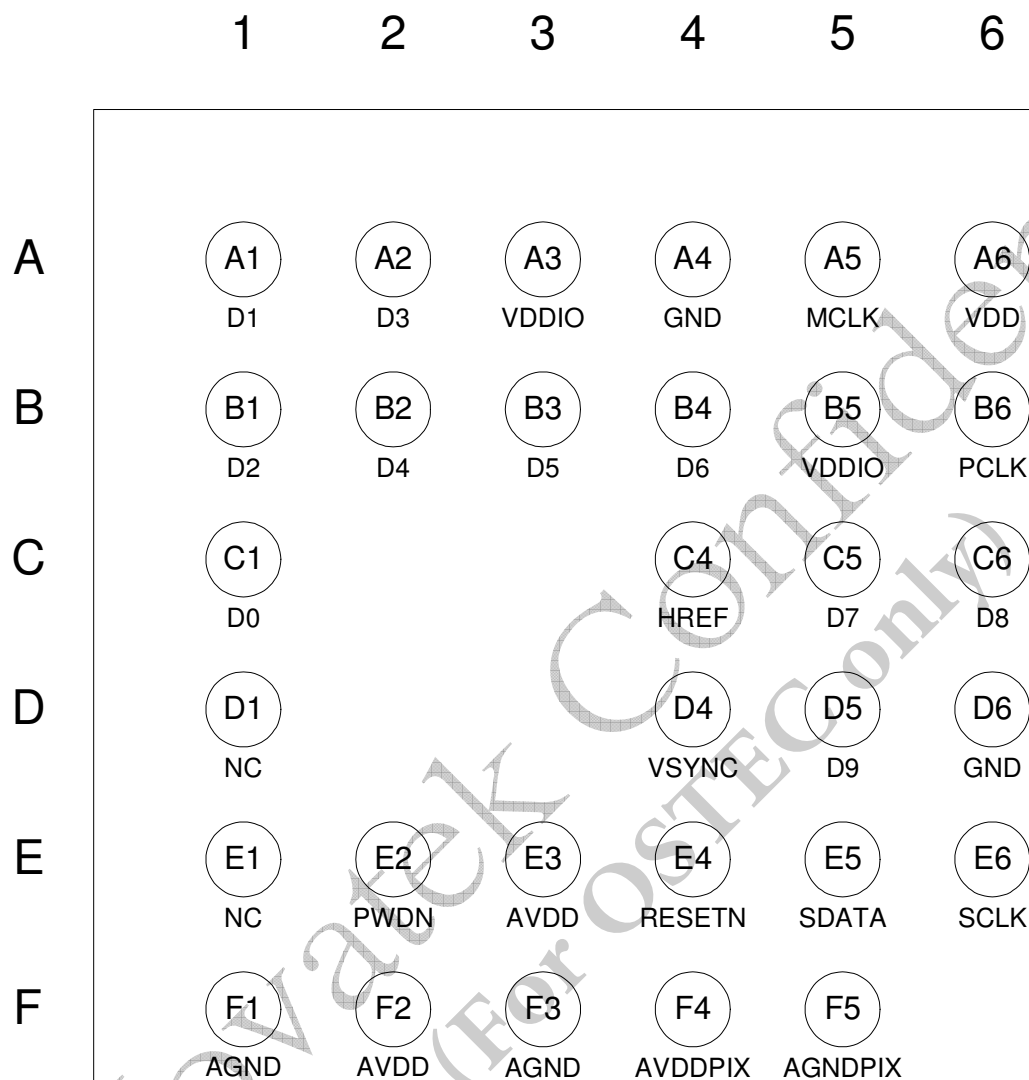 1 2 3 4 5 6
A
A1 A2 A3 A4 A5 A6
D1 D3 VDDIO GND MCLK VDD
B
B1 B2 B3 B4 B5 B6
D2 D4 D5 D6 VDDIO PCLK
C
C1 C4 C5 C6
D0 HREF D7 D8
D
D1 D4 D5 D6
NC VSYNC D9 GND
E
E1 E2 E3 E4 E5 E6
NC PWDN AVDD RESETN SDATA SCLK
F
F1 F2 F3 F4 F5
AGND AVDD AGND AVDDPIX AGNDPIX
(For OSTEC only)